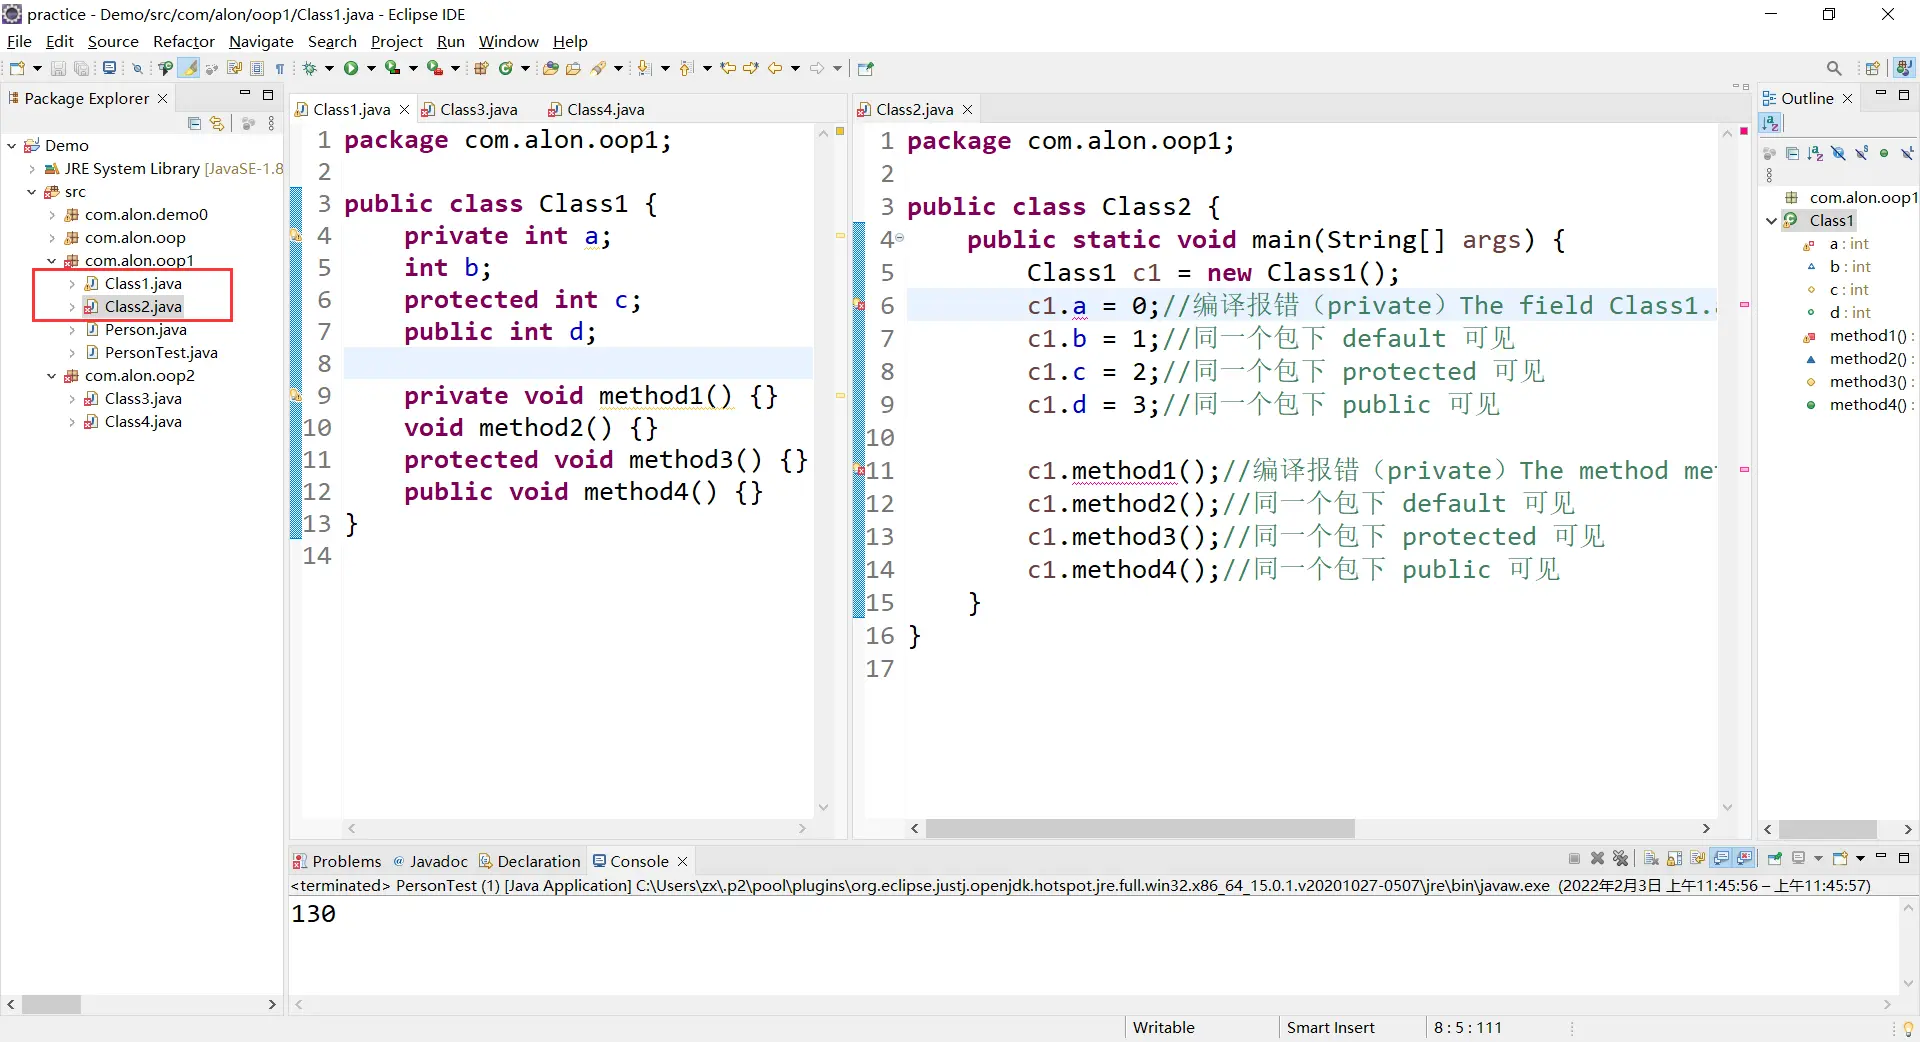 practice - Demo/src/com/alon/oop1/Class1.java - Eclipse IDE
File Edit Source Refactor Navigate Search Project Run Window Help
Package Explorer
Demo
JRE System Library [JavaSE-1.8
src
com.alon.demo0
com.alon.oop
com.alon.oop1
Class1.java
Class2.java
Person.java
PersonTest.java
com.alon.oop2
Class3.java
Class4.java
Class1.java Class3.java Class4.java
1 package com.alon.oop1;
2
3 public class Class1 {
4 private int a;
5 int b;
6 protected int c;
7 public int d;
8
9 private void method1() {}
10 void method2() {}
11 protected void method3() {}
12 public void method4() {}
13 }
14
Class2.java
1 package com.alon.oop1;
2
3 public class Class2 {
4 public static void main(String[] args) {
5 Class1 c1 = new Class1();
6 c1.a = 0;//编译报错（private）The field Class1.
7 c1.b = 1;//同一个包下 default 可见
8 c1.c = 2;//同一个包下 protected 可见
9 c1.d = 3;//同一个包下 public 可见
10
11 c1.method1();//编译报错（private）The method met
12 c1.method2();//同一个包下 default 可见
13 c1.method3();//同一个包下 protected 可见
14 c1.method4();//同一个包下 public 可见
15 }
16 }
17
Outline
com.alon.oop1
Class1
a : int
b : int
c : int
d : int
method1() :
method2() :
method3() :
method4() :
Problems @ Javadoc Declaration Console
<terminated> PersonTest (1) [Java Application] C:\Users\zx\.p2\pool\plugins\org.eclipse.justj.openjdk.hotspot.jre.full.win32.x86_64_15.0.1.v20201027-0507\jre\bin\javaw.exe (2022年2月3日 上午11:45:56 – 上午11:45:57)
130
Writable Smart Insert 8 : 5 : 111